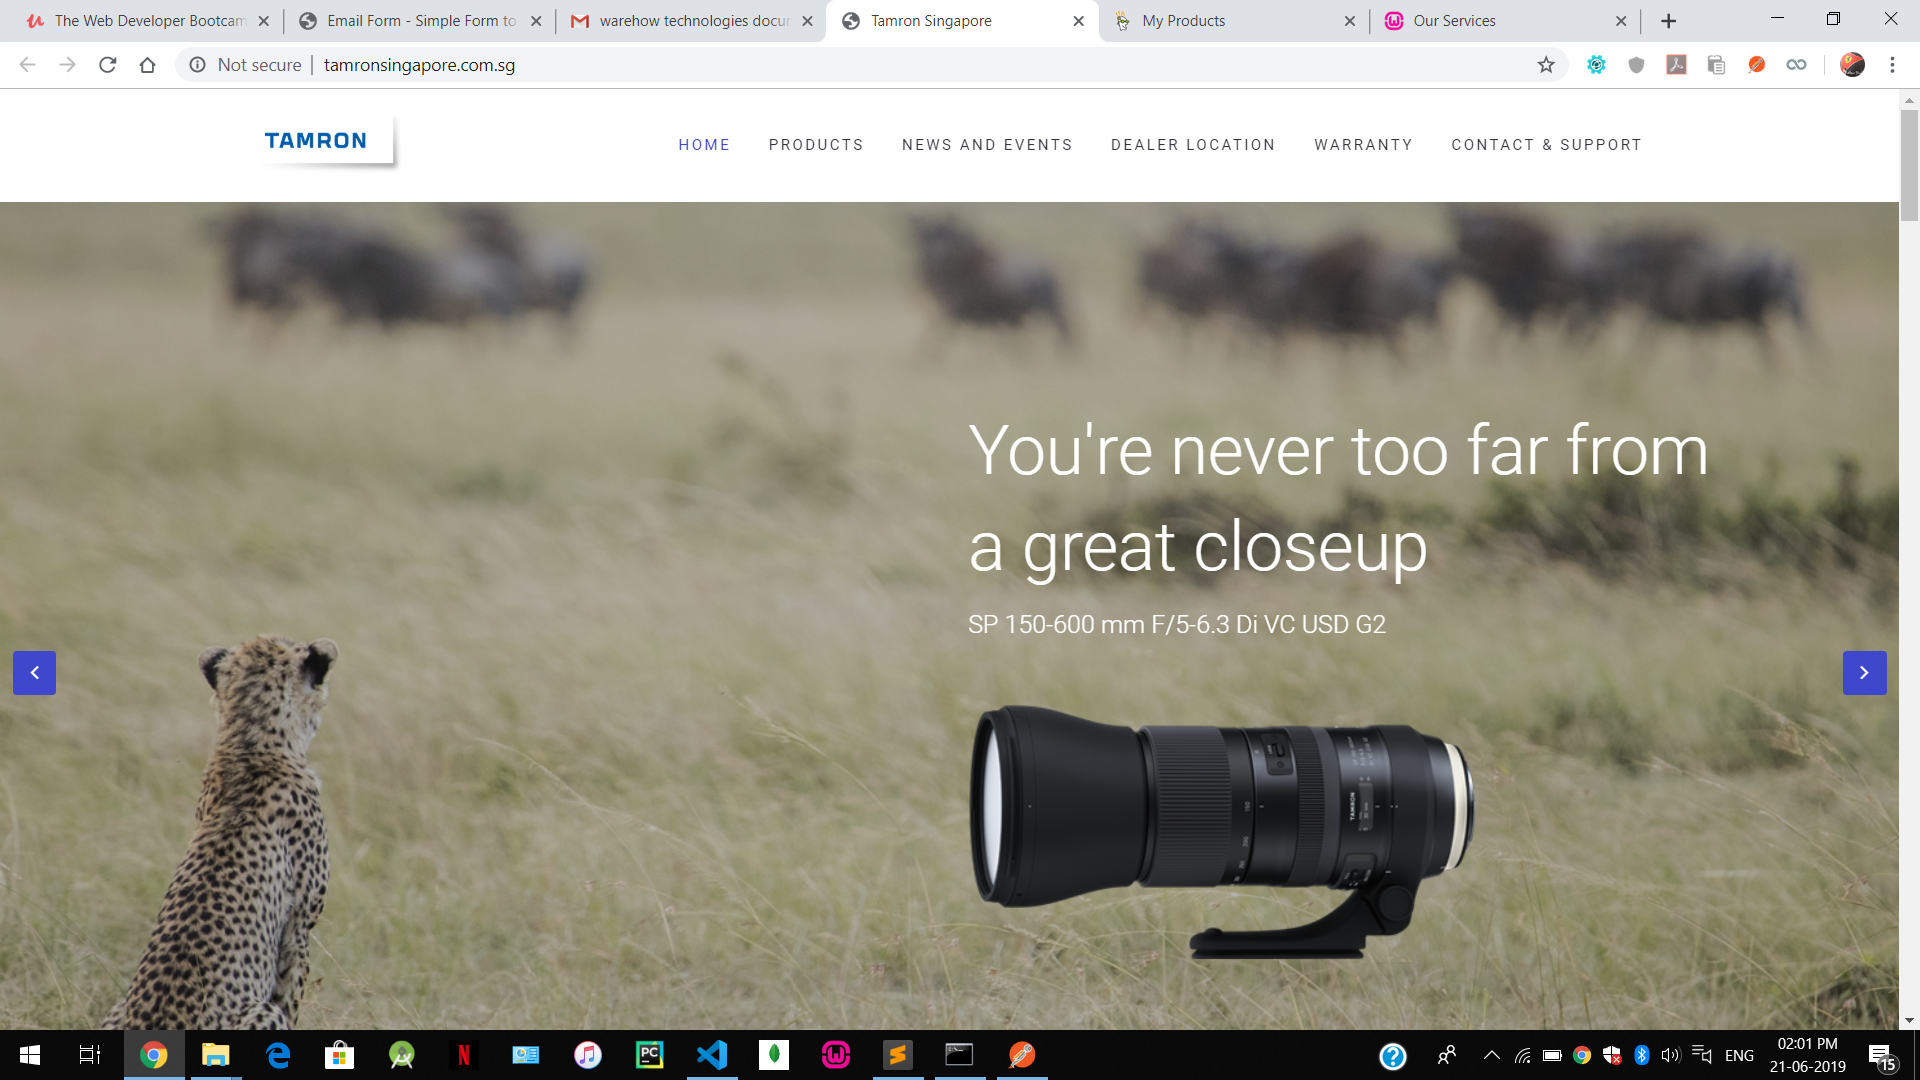 The Web Developer Bootcam
Email Form - Simple Form to
warehow technologies docu
Tamron Singapore
My Products
Our Services
Not secure
tamronsingapore.com.sg
TAMRON
HOME
PRODUCTS
NEWS AND EVENTS
DEALER LOCATION
WARRANTY
CONTACT & SUPPORT
You're never too far from
a great closeup
SP 150-600 mm F/5-6.3 Di VC USD G2
TAMRON
PC
ENG
02:01 PM
21-06-2019
15